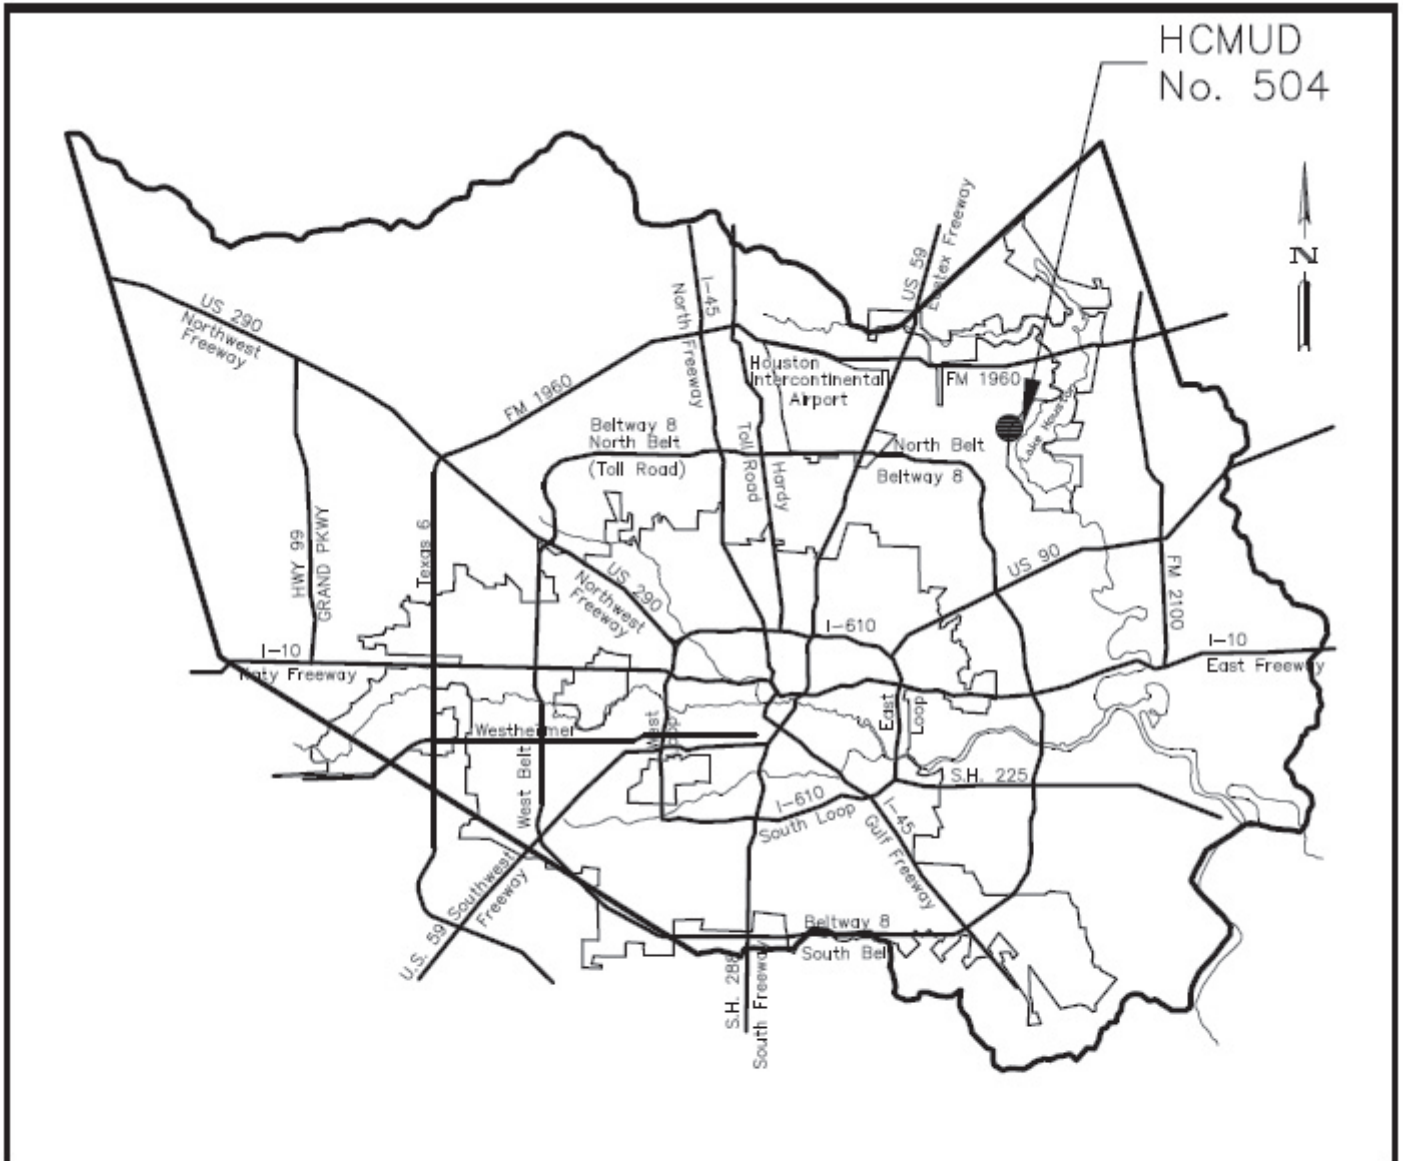 HCMUD
No. 504
N
US 59
Eastex Freeway
I-45
North Freeway
US 290
Northwest
Freeway
FM 1960
Houston
Intercontinental
Airport
FM 1960
Lake Houston
Beltway 8
North Belt
(Toll Road)
Toll Road
Hardy
North Belt
Beltway 8
HWY 99
GRAND PKWY
Texas 6
US 290
Northwest
Freeway
US 90
FM 2100
I-610
I-10
Katy Freeway
I-10
East Freeway
Westheimer
West
Loop
East
Loop
West Belt
S.H. 225
I-610
South Loop
I-45
Gulf Freeway
U.S. 59 Southwest
Freeway
Beltway 8
South Bel
S.H. 288
South Freeway